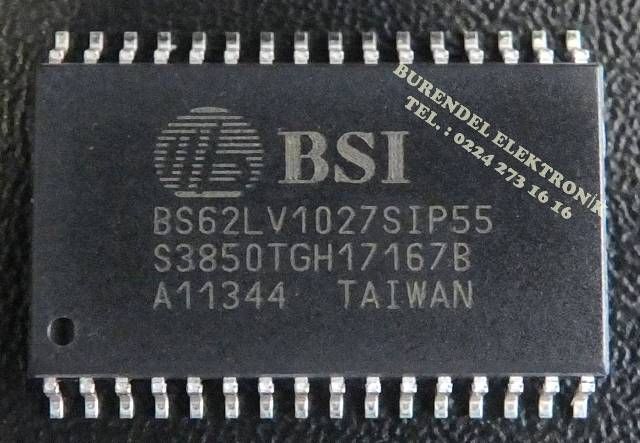 BSI
BS62LV1027SIP55
S3850TGH17167B
A11344 TAIWAN
BURENDEL ELEKTRONİK
TEL. : 0224 273 16 16